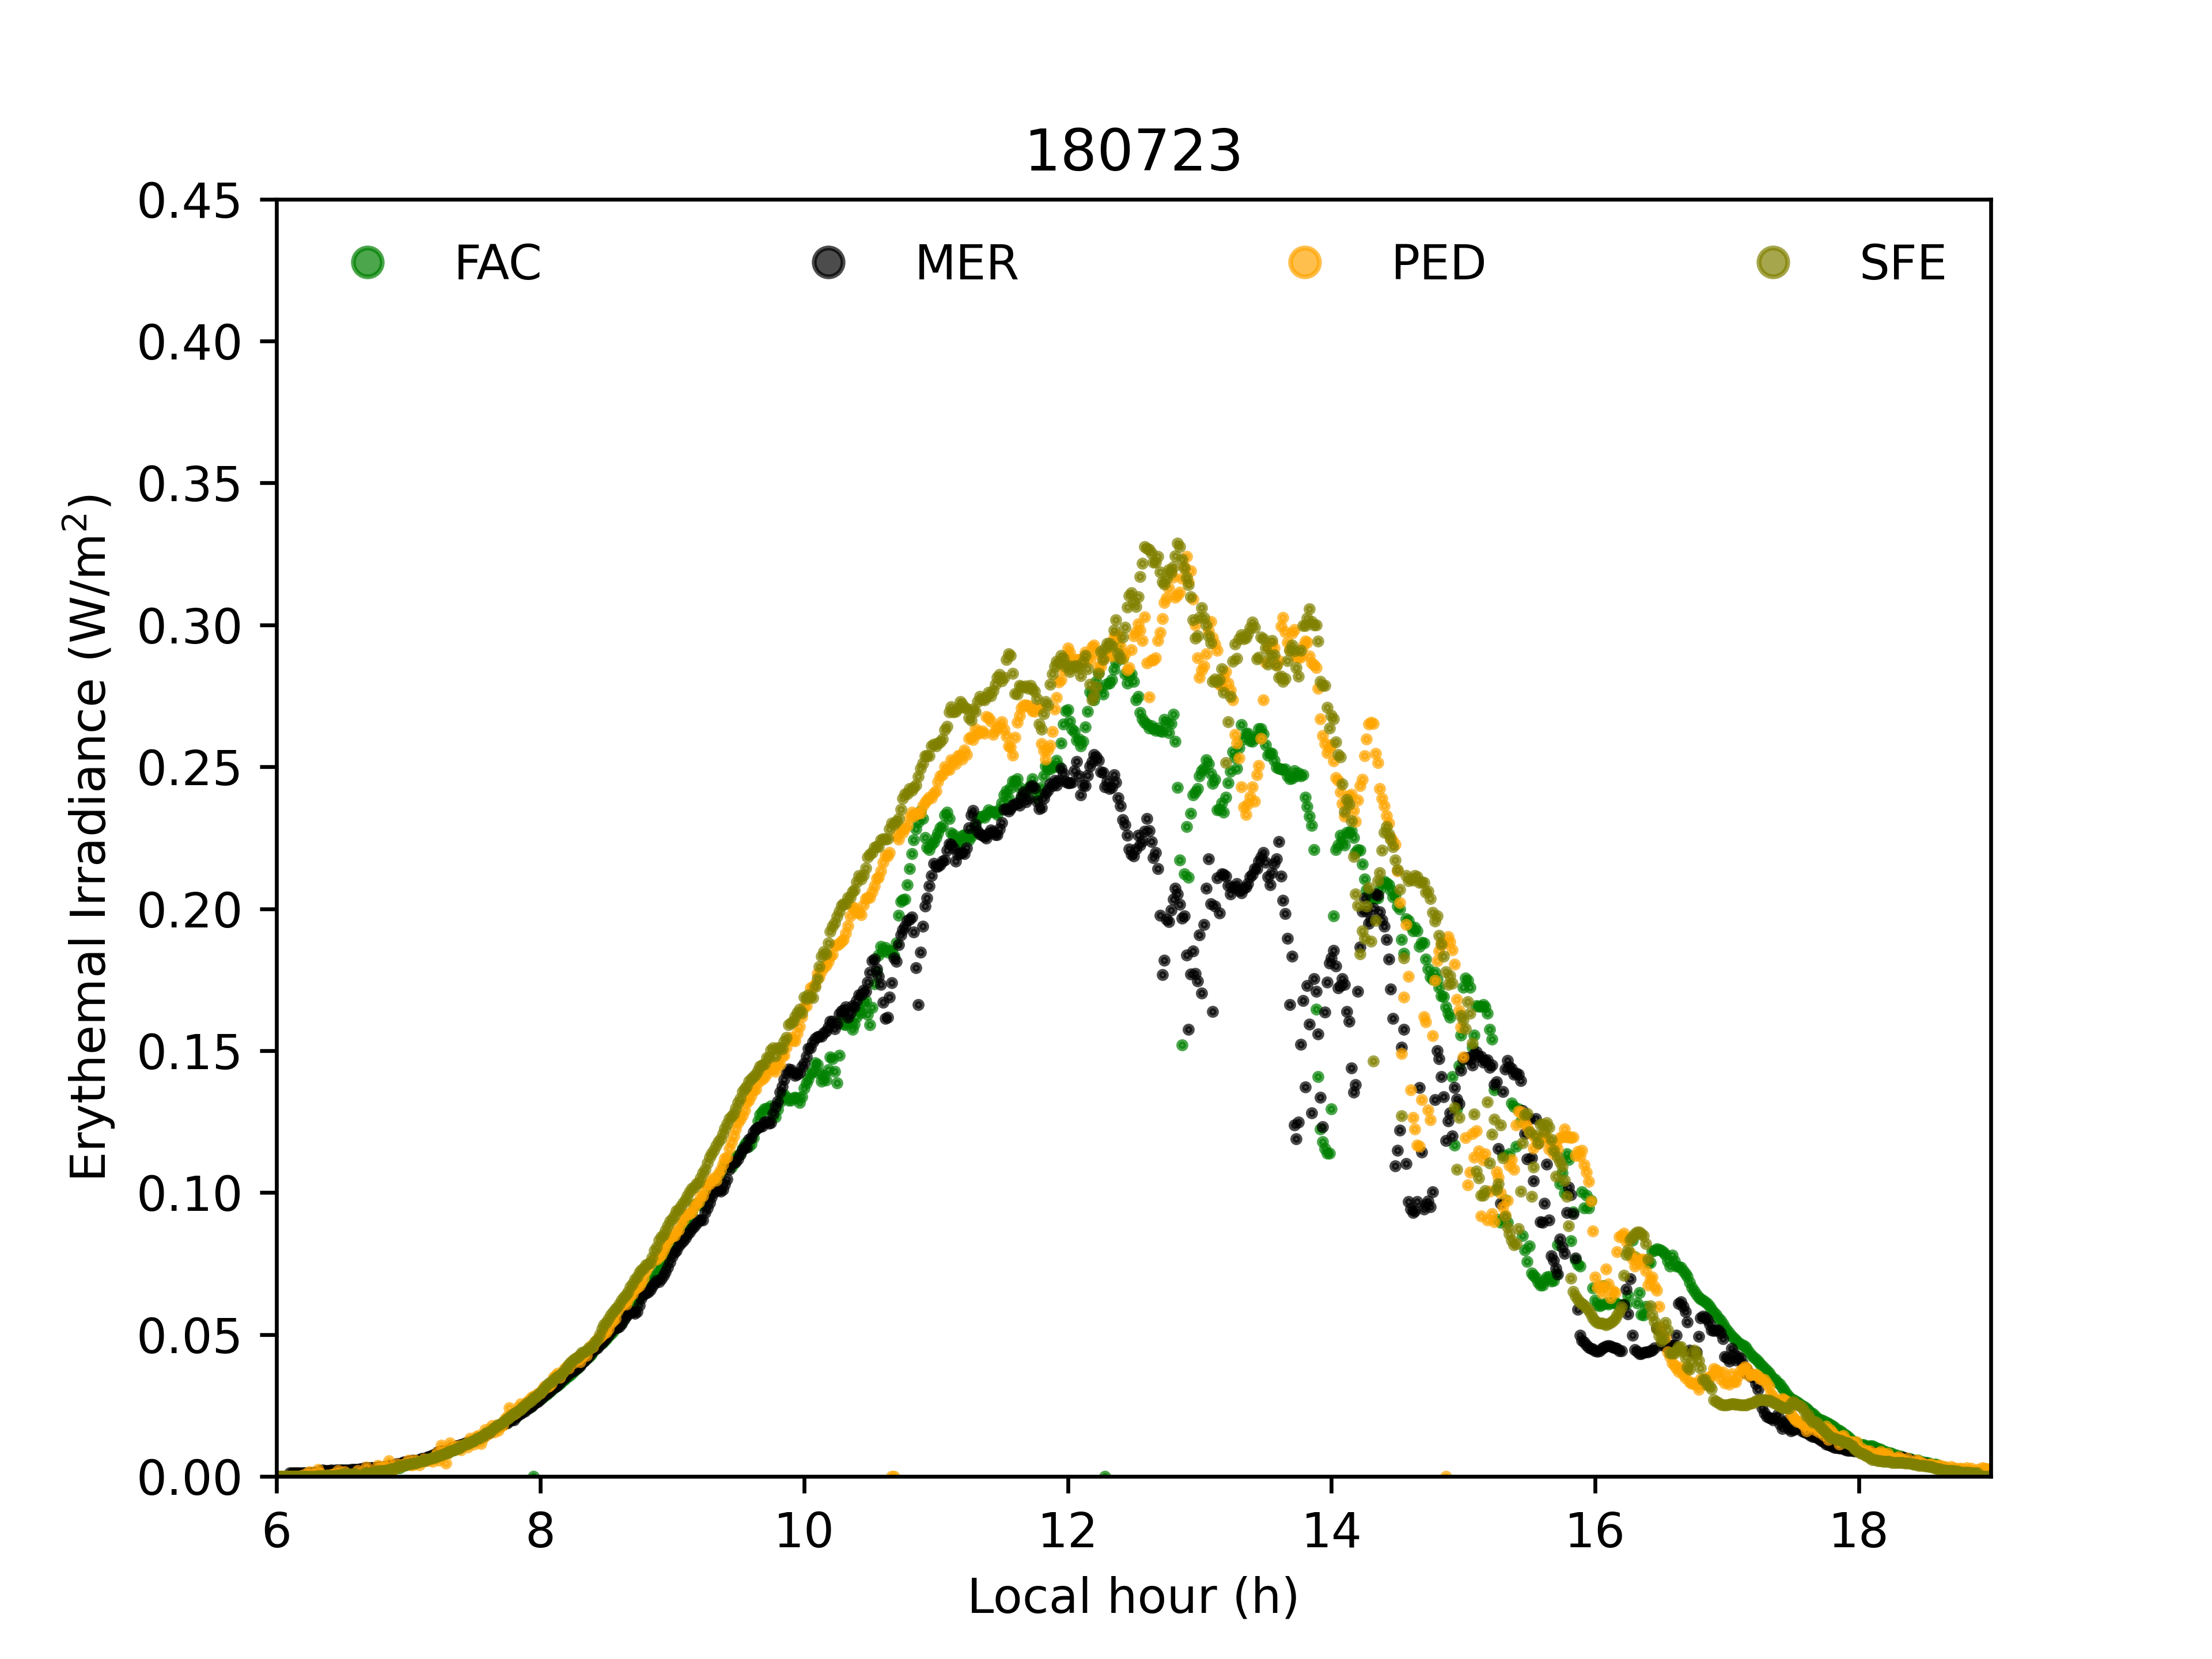 180723
FAC MER PED SFE
Erythemal Irradiance (W/m²)
0.45
0.40
0.35
0.30
0.25
0.20
0.15
0.10
0.05
0.00
6 8 10 12 14 16 18
Local hour (h)